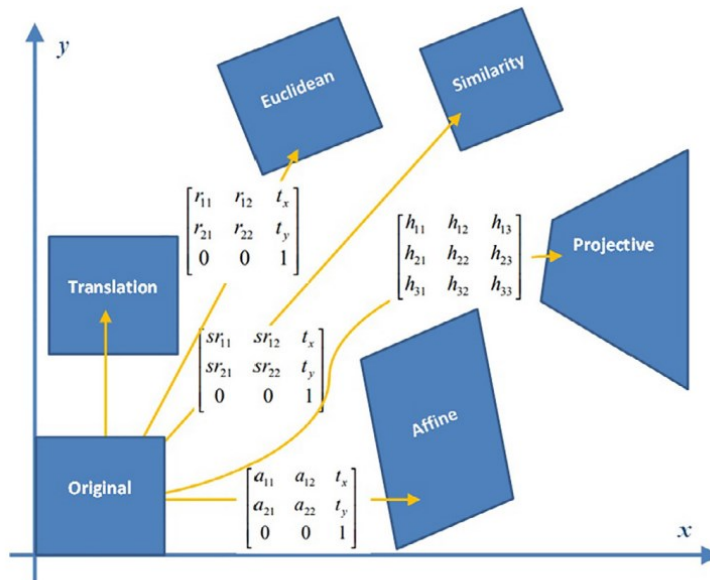 y
Euclidean
Similarity
r11 r12 tx
r21 r22 ty
0 0 1
h11 h12 h13
h21 h22 h23
h31 h32 h33
Projective
Translation
sr11 sr12 tx
sr21 sr22 ty
0 0 1
Affine
Original
a11 a12 tx
a21 a22 ty
0 0 1
x